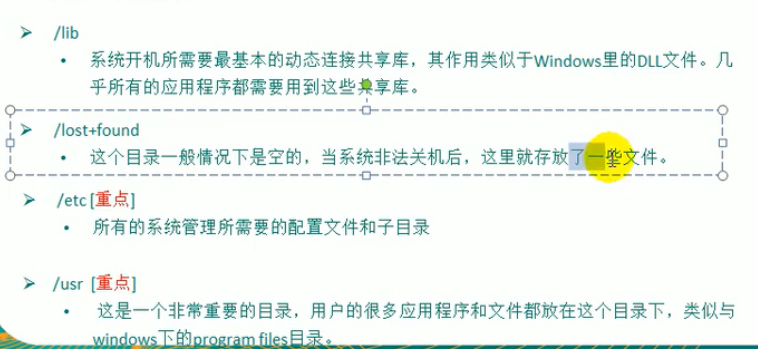 ➢ /lib
• 系统开机所需要最基本的动态连接共享库，其作用类似于Windows里的DLL文件。几
乎所有的应用程序都需要用到这些共享库。
➢ /lost+found
• 这个目录一般情况下是空的，当系统非法关机后，这里就存放了一些文件。
➢ /etc [重点]
• 所有的系统管理所需要的配置文件和子目录
➢ /usr [重点]
• 这是一个非常重要的目录，用户的很多应用程序和文件都放在这个目录下，类似与
windows下的program files目录。